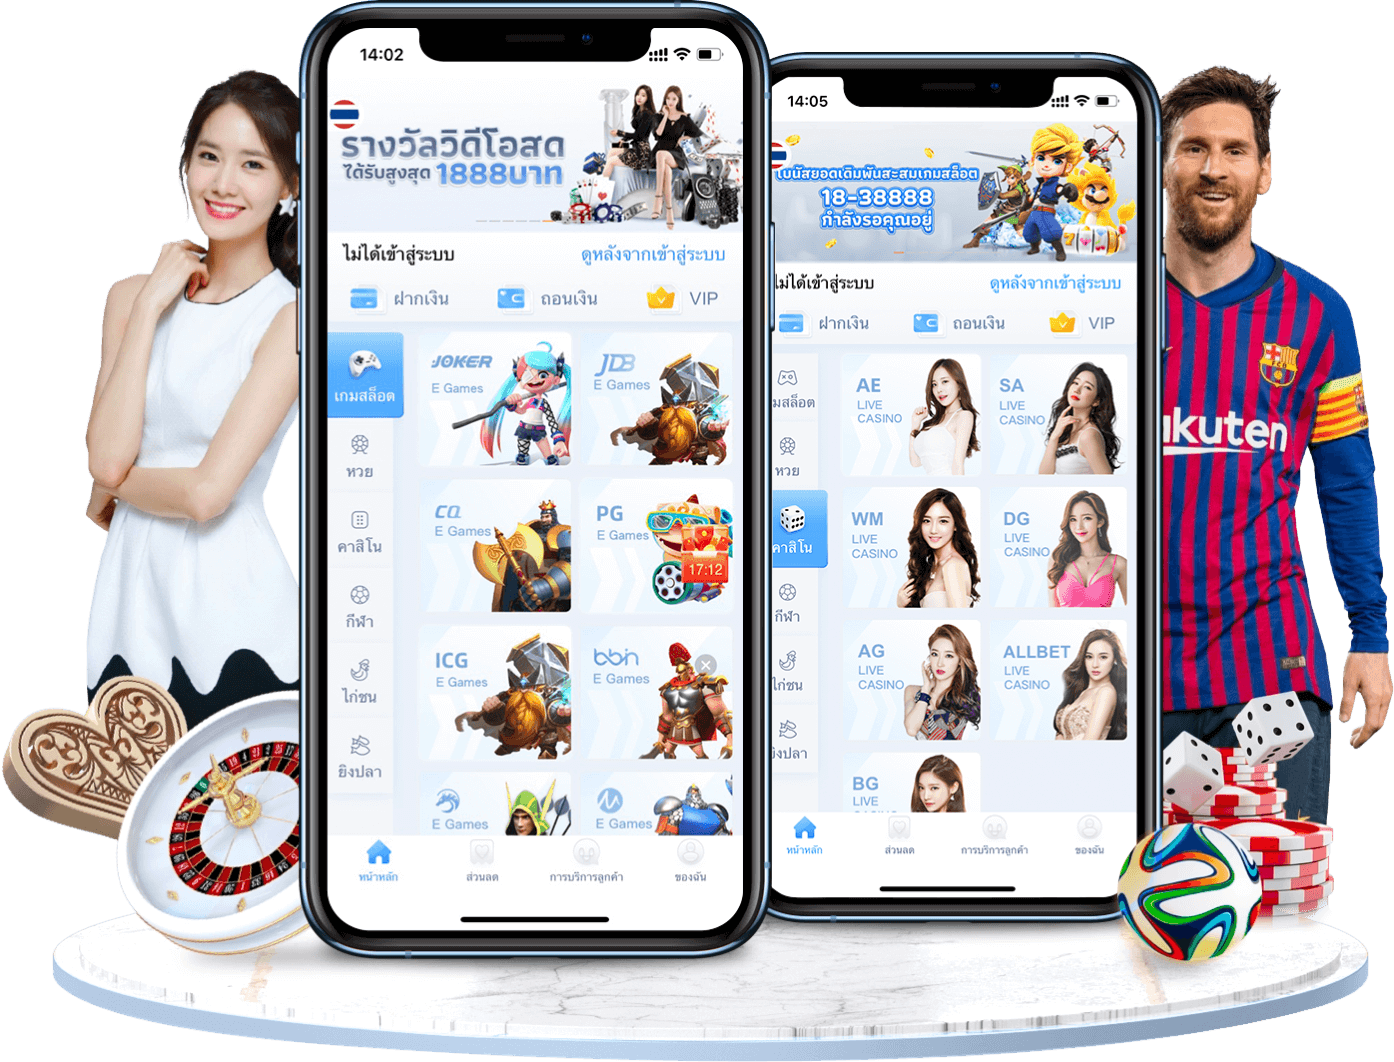 14:02
รางวัลวิดีโอสด
ได้รับสูงสุด 1888บาท
ไม่ได้เข้าสู่ระบบ
ดูหลังจากเข้าสู่ระบบ
ฝากเงิน
ถอนเงิน
VIP
เกมสล็อต
หวย
คาสิโน
กีฬา
ไก่ชน
ยิงปลา
JOKER
E Games
JDB
E Games
CQ
E Games
PG
E Games
17:12
ICG
E Games
bbin
E Games
E Games
E Games
หน้าหลัก
ส่วนลด
การบริการลูกค้า
ของฉัน
14:05
โบนัสยอดเดิมพันสะสมเกมสล็อต
18-38888
กำลังรอคุณอยู่
ไม่ได้เข้าสู่ระบบ
ดูหลังจากเข้าสู่ระบบ
ฝากเงิน
ถอนเงิน
VIP
มสล็อต
หวย
คาสิโน
กีฬา
ไก่ชน
ยิงปลา
AE
LIVE
CASINO
SA
LIVE
CASINO
WM
LIVE
CASINO
DG
LIVE
CASINO
AG
LIVE
CASINO
ALLBET
LIVE
CASINO
BG
LIVE
หน้าหลัก
ส่วนลด
การบริการลูกค้า
ของฉัน
kuten
FCB